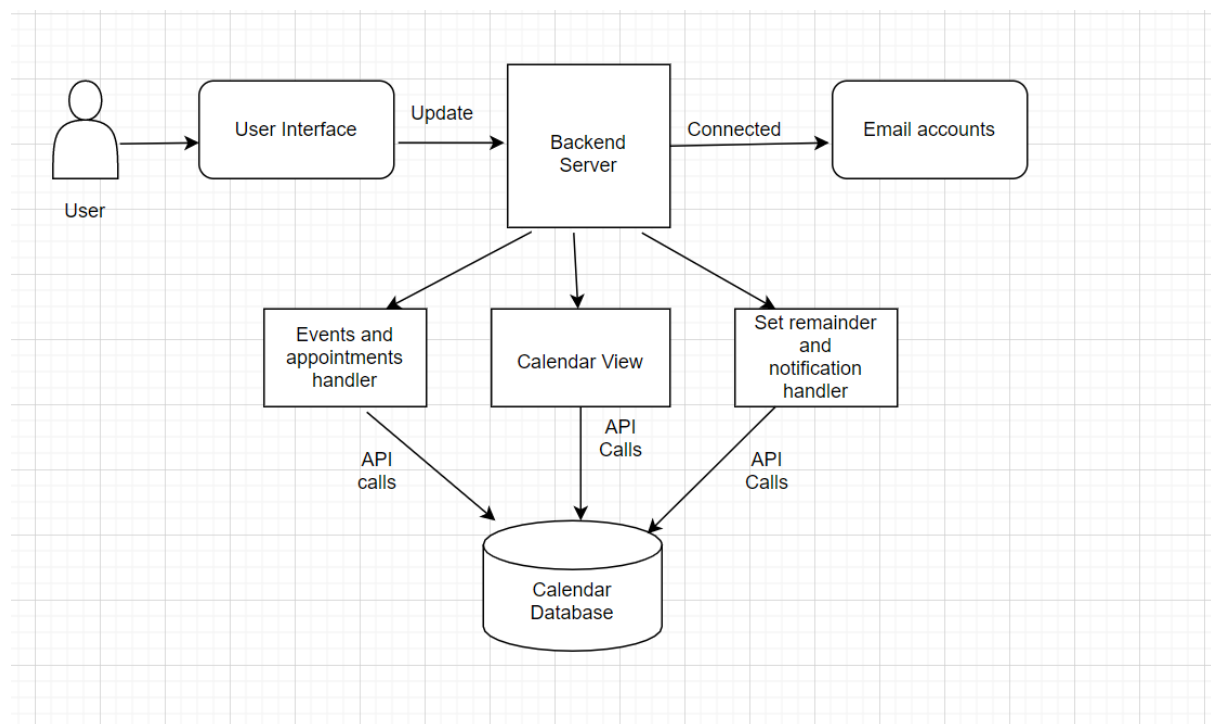 User
User Interface
Update
Backend
Server
Connected
Email accounts
Events and
appointments
handler
Calendar View
Set remainder
and
notification
handler
API
calls
API
Calls
API
Calls
Calendar
Database